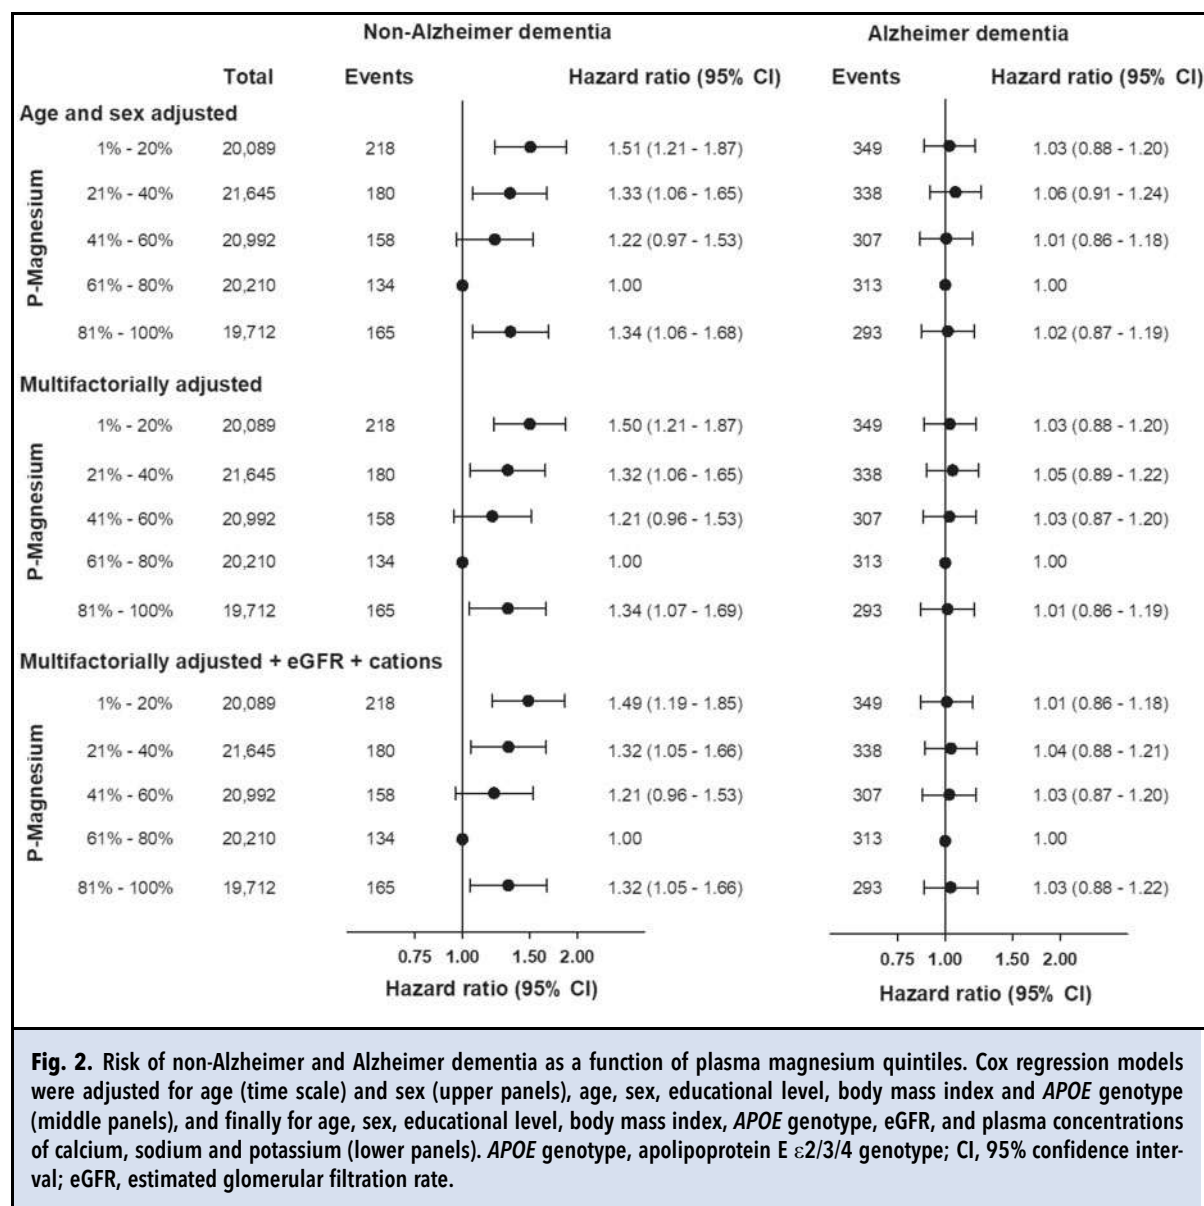 Non-Alzheimer dementia Alzheimer dementia
Total Events Hazard ratio (95% CI) Events Hazard ratio (95% CI)
Age and sex adjusted
P-Magnesium
1% - 20% 20,089 218 1.51 (1.21 - 1.87) 349 1.03 (0.88 - 1.20)
21% - 40% 21,645 180 1.33 (1.06 - 1.65) 338 1.06 (0.91 - 1.24)
41% - 60% 20,992 158 1.22 (0.97 - 1.53) 307 1.01 (0.86 - 1.18)
61% - 80% 20,210 134 1.00 313 1.00
81% - 100% 19,712 165 1.34 (1.06 - 1.68) 293 1.02 (0.87 - 1.19)
Multifactorially adjusted
P-Magnesium
1% - 20% 20,089 218 1.50 (1.21 - 1.87) 349 1.03 (0.88 - 1.20)
21% - 40% 21,645 180 1.32 (1.06 - 1.65) 338 1.05 (0.89 - 1.22)
41% - 60% 20,992 158 1.21 (0.96 - 1.53) 307 1.03 (0.87 - 1.20)
61% - 80% 20,210 134 1.00 313 1.00
81% - 100% 19,712 165 1.34 (1.07 - 1.69) 293 1.01 (0.86 - 1.19)
Multifactorially adjusted + eGFR + cations
P-Magnesium
1% - 20% 20,089 218 1.49 (1.19 - 1.85) 349 1.01 (0.86 - 1.18)
21% - 40% 21,645 180 1.32 (1.05 - 1.66) 338 1.04 (0.88 - 1.21)
41% - 60% 20,992 158 1.21 (0.96 - 1.53) 307 1.03 (0.87 - 1.20)
61% - 80% 20,210 134 1.00 313 1.00
81% - 100% 19,712 165 1.32 (1.05 - 1.66) 293 1.03 (0.88 - 1.22)
0.75 1.00 1.50 2.00 0.75 1.00 1.50 2.00
Hazard ratio (95% CI) Hazard ratio (95% CI)
Fig. 2. Risk of non-Alzheimer and Alzheimer dementia as a function of plasma magnesium quintiles. Cox regression models
were adjusted for age (time scale) and sex (upper panels), age, sex, educational level, body mass index and APOE genotype
(middle panels), and finally for age, sex, educational level, body mass index, APOE genotype, eGFR, and plasma concentrations
of calcium, sodium and potassium (lower panels). APOE genotype, apolipoprotein E ε2/3/4 genotype; CI, 95% confidence inter-
val; eGFR, estimated glomerular filtration rate.